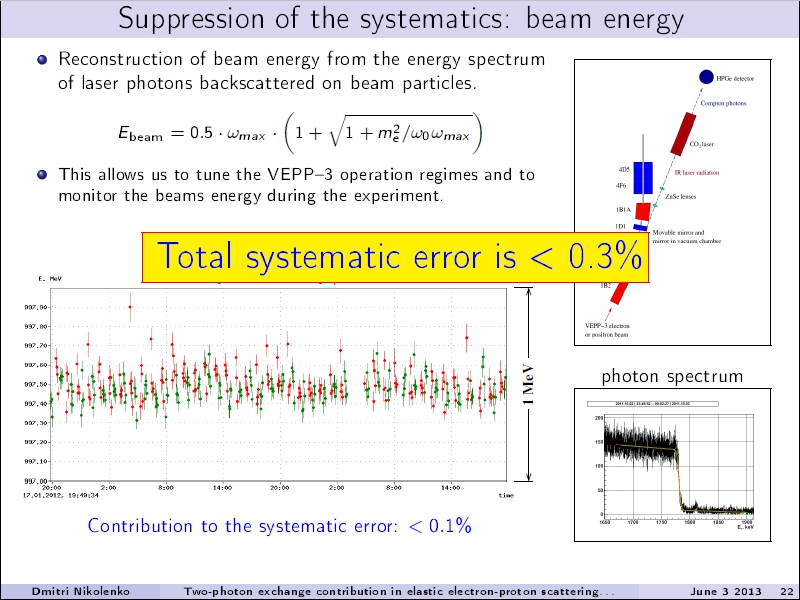 Suppression of the systematics: beam energy
Reconstruction of beam energy from the energy spectrum
of laser photons backscattered on beam particles.
E_beam = 0.5 · ω_max · (1 + √(1 + m_e^2/ω_0 ω_max))
This allows us to tune the VEPP–3 operation regimes and to
monitor the beams energy during the experiment.
HPGe detector
Compton photons
CO2 laser
4D5
IR laser radiation
4F6
ZnSe lenses
1B1A
1D1
Movable mirror and
mirror in vacuum chamber
1B2
VEPP–3 electron
or positron beam
Total systematic error is < 0.3%
E, MeV
997,90
997,80
997,70
997,60
997,50
997,40
997,30
997,20
997,10
997,00
20:00 2:00 8:00 14:00 20:00 2:00 8:00 14:00
17.01.2012, 19:49:34 time
1 MeV
Contribution to the systematic error: < 0.1%
photon spectrum
200
150
100
50
0
1650 1700 1750 1800 1850 1900
E, keV
Dmitri Nikolenko Two-photon exchange contribution in elastic electron-proton scattering... June 3 2013 22